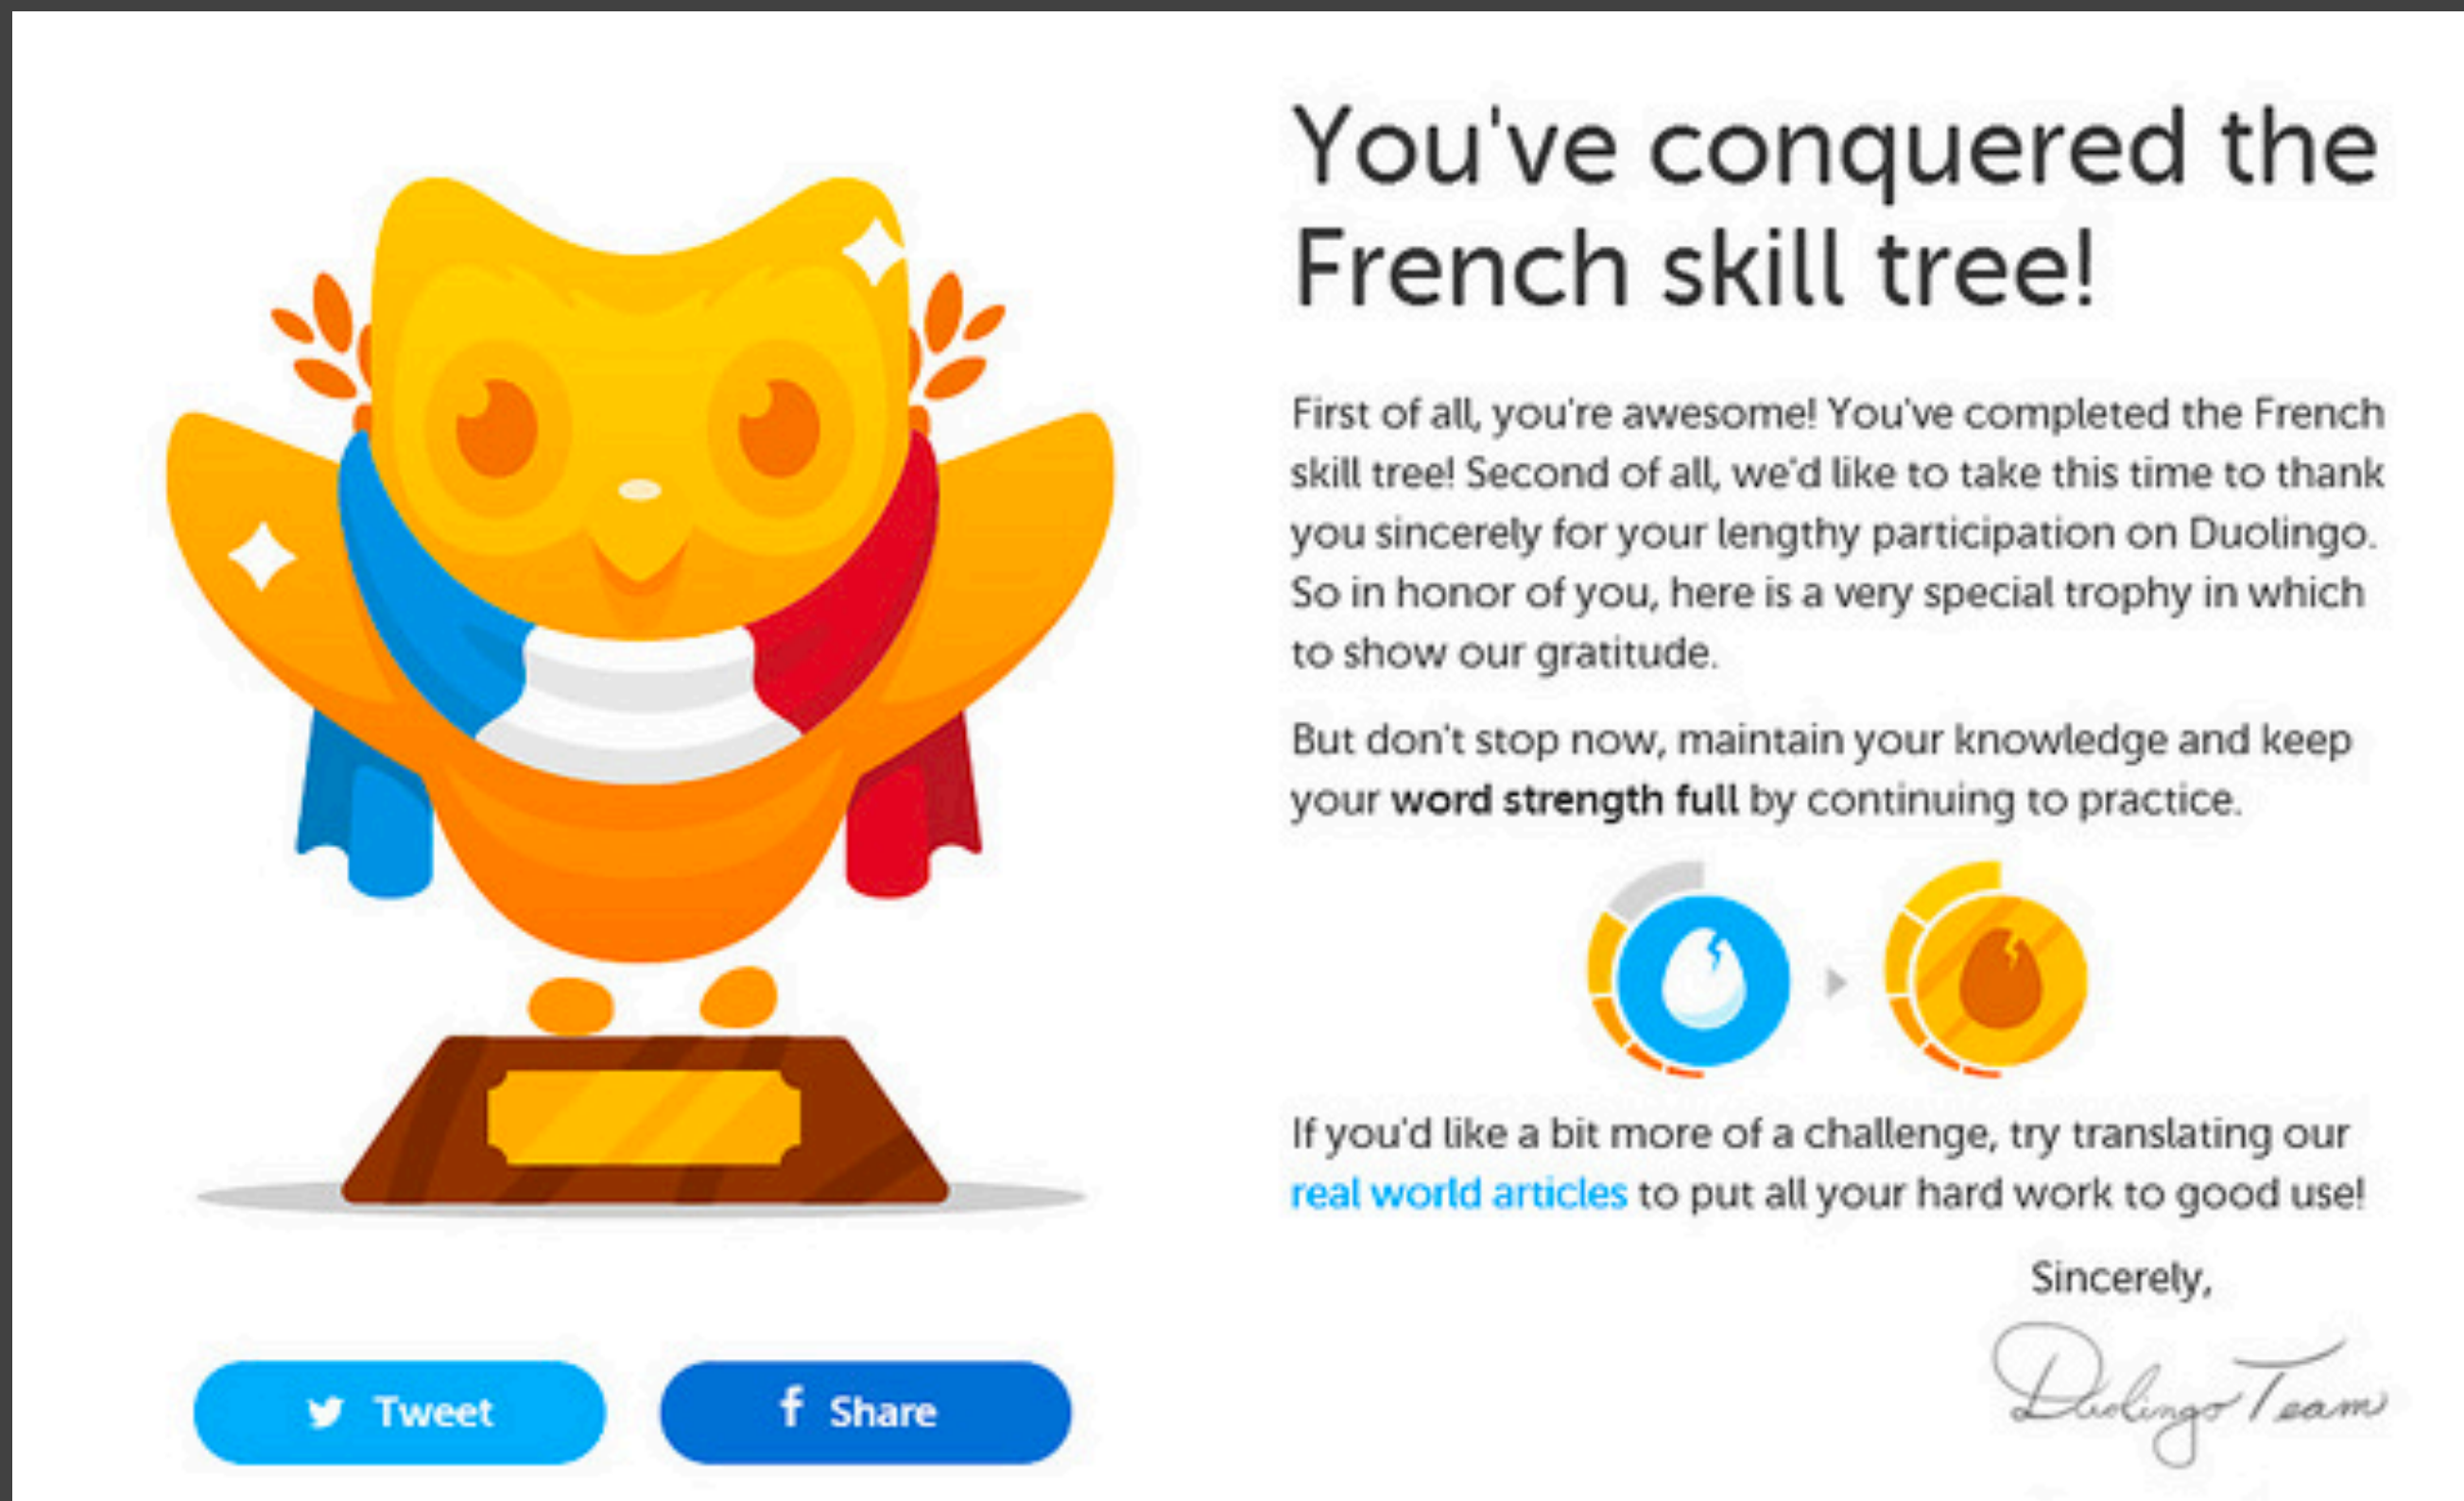 You've conquered the
French skill tree!
First of all, you're awesome! You've completed the French
skill tree! Second of all, we'd like to take this time to thank
you sincerely for your lengthy participation on Duolingo.
So in honor of you, here is a very special trophy in which
to show our gratitude.
But don't stop now, maintain your knowledge and keep
your word strength full by continuing to practice.
If you'd like a bit more of a challenge, try translating our
real world articles to put all your hard work to good use!
Sincerely,
Duolingo Team
Tweet
f Share